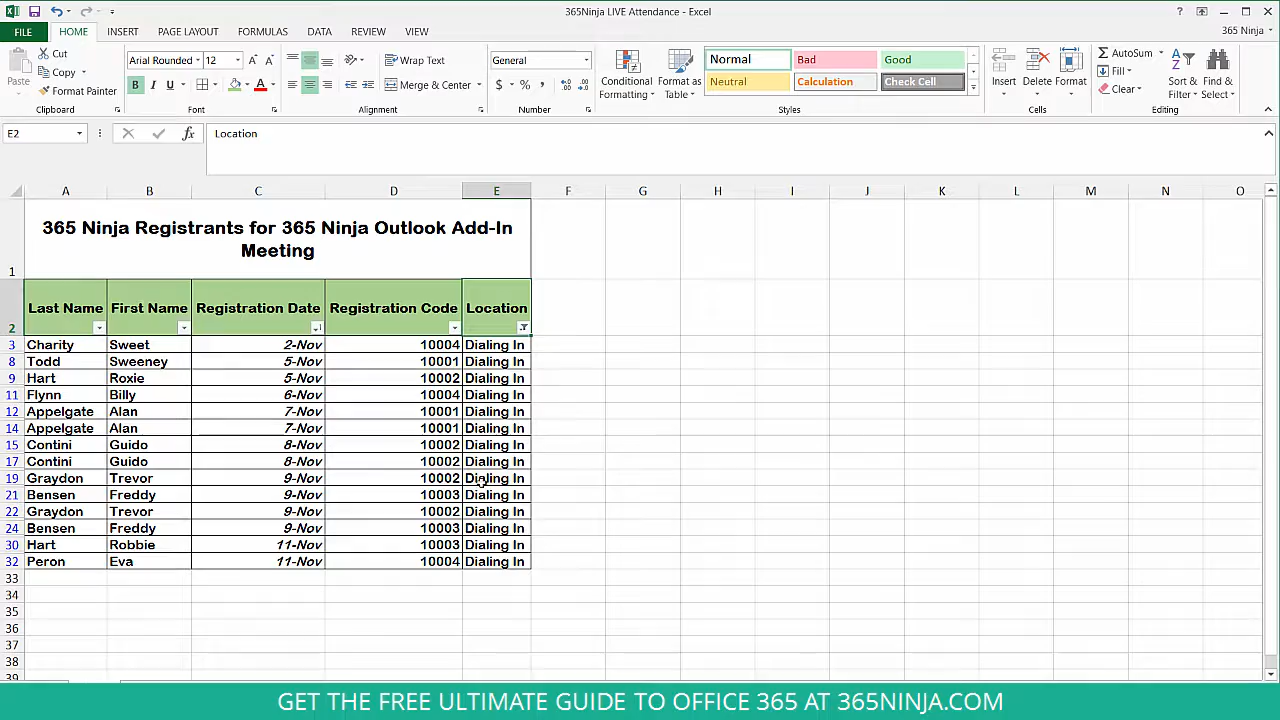 365Ninja LIVE Attendance - Excel
FILE HOME INSERT PAGE LAYOUT FORMULAS DATA REVIEW VIEW 365 Ninja
Paste Cut Copy Format Painter Clipboard
Arial Rounded 12 B I U A A Font
Wrap Text Merge & Center Alignment
General $ % , Number
Conditional Formatting Format as Table
Normal Bad Good
Neutral Calculation Check Cell
Styles
Insert Delete Format Cells
AutoSum Fill Clear Sort & Filter Find & Select Editing
E2 fx Location
A B C D E F G H I J K L M N O
1 365 Ninja Registrants for 365 Ninja Outlook Add-In
Meeting
2 Last Name First Name Registration Date Registration Code Location
3 Charity Sweet 2-Nov 10004 Dialing In
8 Todd Sweeney 5-Nov 10001 Dialing In
9 Hart Roxie 5-Nov 10002 Dialing In
11 Flynn Billy 6-Nov 10004 Dialing In
12 Appelgate Alan 7-Nov 10001 Dialing In
14 Appelgate Alan 7-Nov 10001 Dialing In
15 Contini Guido 8-Nov 10002 Dialing In
17 Contini Guido 8-Nov 10002 Dialing In
19 Graydon Trevor 9-Nov 10002 Dialing In
21 Bensen Freddy 9-Nov 10003 Dialing In
22 Graydon Trevor 9-Nov 10002 Dialing In
24 Bensen Freddy 9-Nov 10003 Dialing In
30 Hart Robbie 11-Nov 10003 Dialing In
32 Peron Eva 11-Nov 10004 Dialing In
33
34
35
36
37
38
39
GET THE FREE ULTIMATE GUIDE TO OFFICE 365 AT 365NINJA.COM